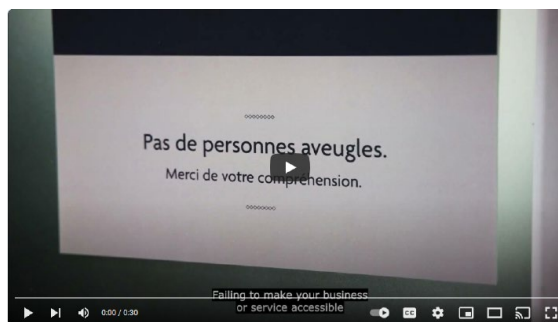 Pas de personnes aveugles.
Merci de votre compréhension.
Failing to make your business
or service accessible
0:00 / 0:30
CC